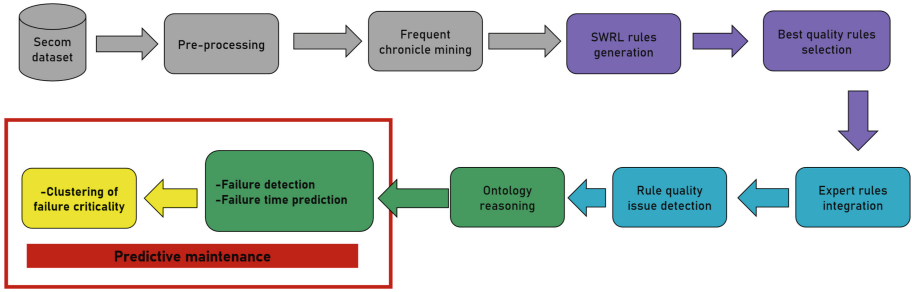 Secom
dataset
Pre-processing
Frequent
chronicle mining
SWRL rules
generation
Best quality rules
selection
Expert rules
integration
Rule quality
issue detection
Ontology
reasoning
-Failure detection
-Failure time prediction
-Clustering of
failure criticality
Predictive maintenance